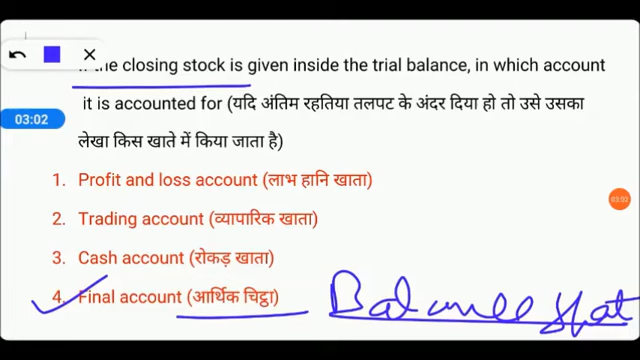 the closing stock is given inside the trial balance, in which account
it is accounted for (यदि अंतिम रहतिया तलपट के अंदर दिया हो तो उसे उसका
03:02
लेखा किस खाते में किया जाता है)
1. Profit and loss account (लाभ हानि खाता)
03:02
2. Trading account (व्यापारिक खाता)
3. Cash account (रोकड़ खाता)
4. Final account (आर्थिक चिट्ठा)
Balance